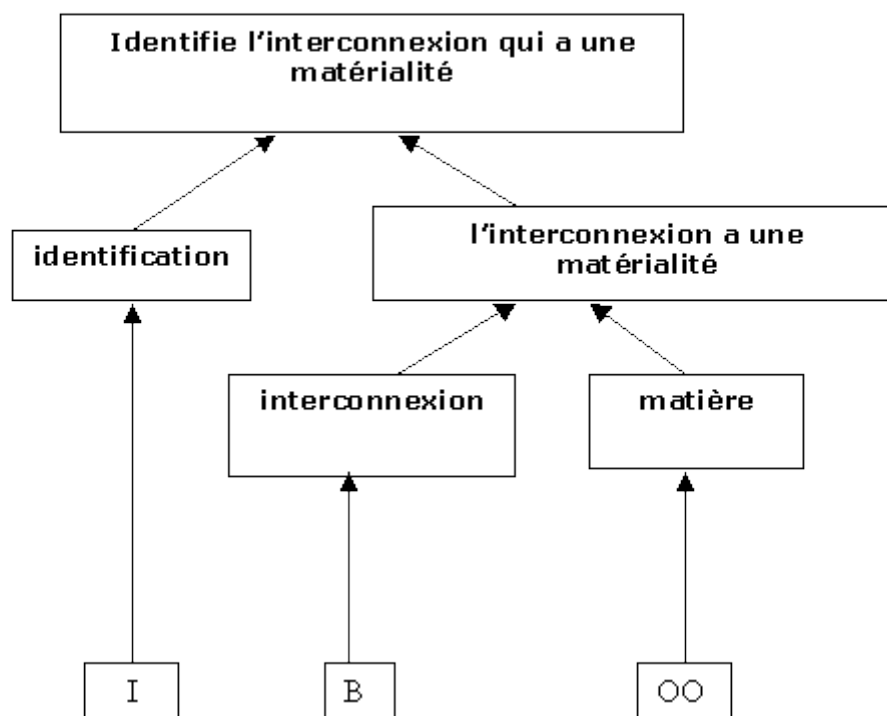 Identifie l'interconnexion qui a une
matérialité
identification
l'interconnexion a une
matérialité
interconnexion
matière
I
B
OO